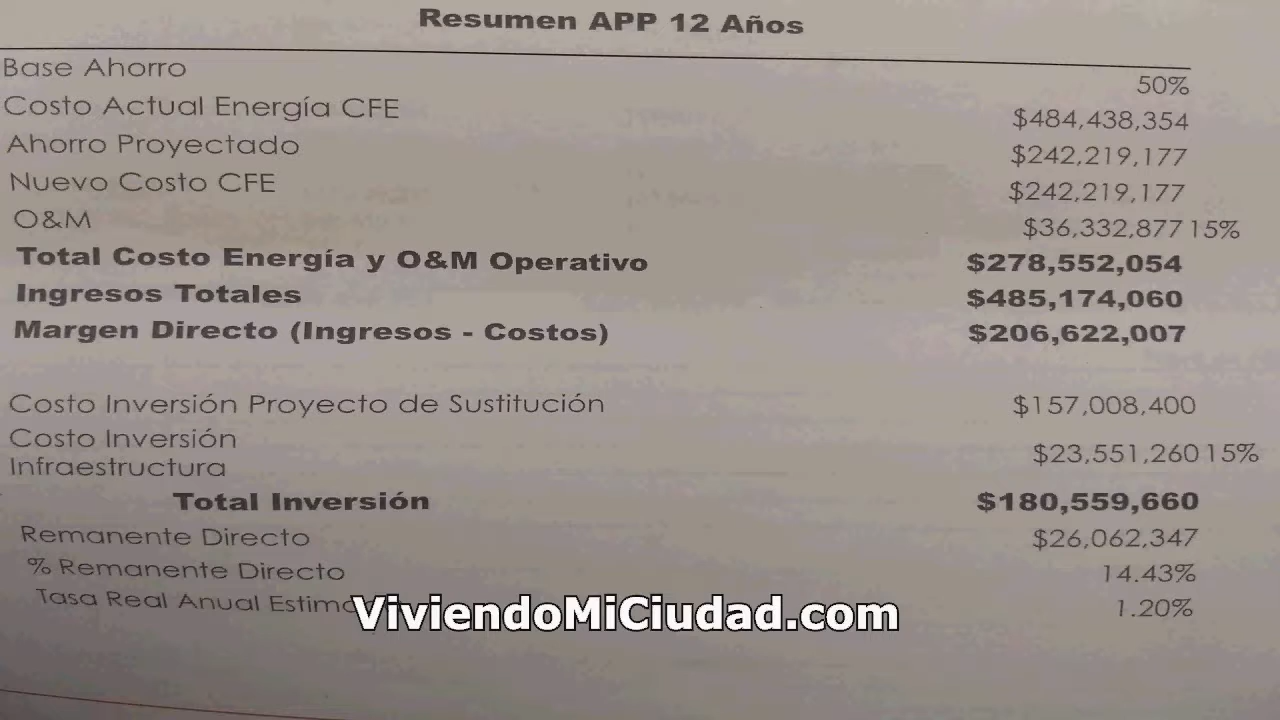 Resumen APP 12 Años
Base Ahorro 50%
Costo Actual Energía CFE $484,438,354
Ahorro Proyectado $242,219,177
Nuevo Costo CFE $242,219,177
O&M $36,332,877 15%
Total Costo Energía y O&M Operativo $278,552,054
Ingresos Totales $485,174,060
Margen Directo (Ingresos - Costos) $206,622,007
Costo Inversión Proyecto de Sustitución $157,008,400
Costo Inversión
Infraestructura $23,551,260 15%
Total Inversión $180,559,660
Remanente Directo $26,062,347
% Remanente Directo 14.43%
Tasa Real Anual 1.20%
ViviendoMiCiudad.com